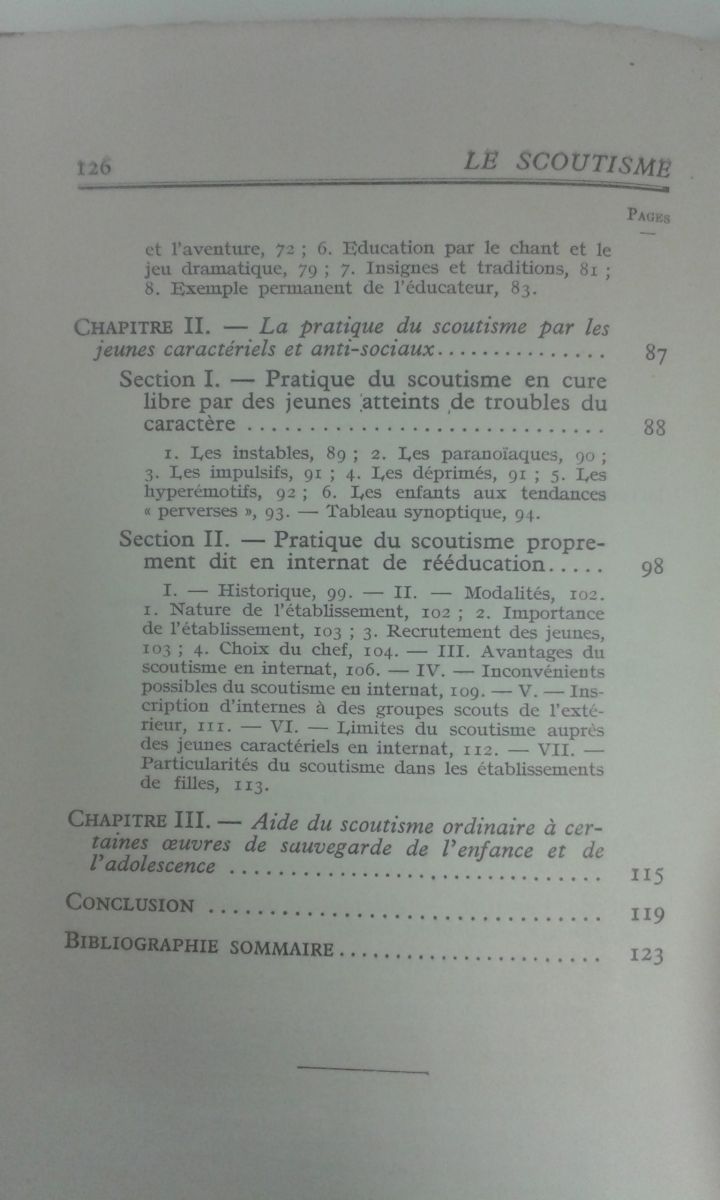 126
LE SCOUTISME
PAGES
et l'aventure, 72 ; 6. Education par le chant et le
jeu dramatique, 79 ; 7. Insignes et traditions, 81 ;
8. Exemple permanent de l'éducateur, 83.
CHAPITRE II. — La pratique du scoutisme par les
jeunes caractériels et anti-sociaux............... 87
Section I. — Pratique du scoutisme en cure
libre par des jeunes atteints de troubles du
caractère .............................. 88
1. Les instables, 89 ; 2. Les paranoïaques, 90 ;
3. Les impulsifs, 91 ; 4. Les déprimés, 91 ; 5. Les
hyperémotifs, 92 ; 6. Les enfants aux tendances
« perverses », 93. — Tableau synoptique, 94.
Section II. — Pratique du scoutisme propre-
ment dit en internat de rééducation..... 98
I. — Historique, 99. — II. — Modalités, 102.
1. Nature de l'établissement, 102 ; 2. Importance
de l'établissement, 103 ; 3. Recrutement des jeunes,
103 ; 4. Choix du chef, 104. — III. Avantages du
scoutisme en internat, 106. — IV. — Inconvénients
possibles du scoutisme en internat, 109. — V. — Ins-
cription d'internes à des groupes scouts de l'exté-
rieur, 111. — VI. — Limites du scoutisme auprès
des jeunes caractériels en internat, 112. — VII. —
Particularités du scoutisme dans les établissements
de filles, 113.
CHAPITRE III. — Aide du scoutisme ordinaire à cer-
taines œuvres de sauvegarde de l'enfance et de
l'adolescence ............................... 115
CONCLUSION ................................. 119
BIBLIOGRAPHIE SOMMAIRE...................... 123